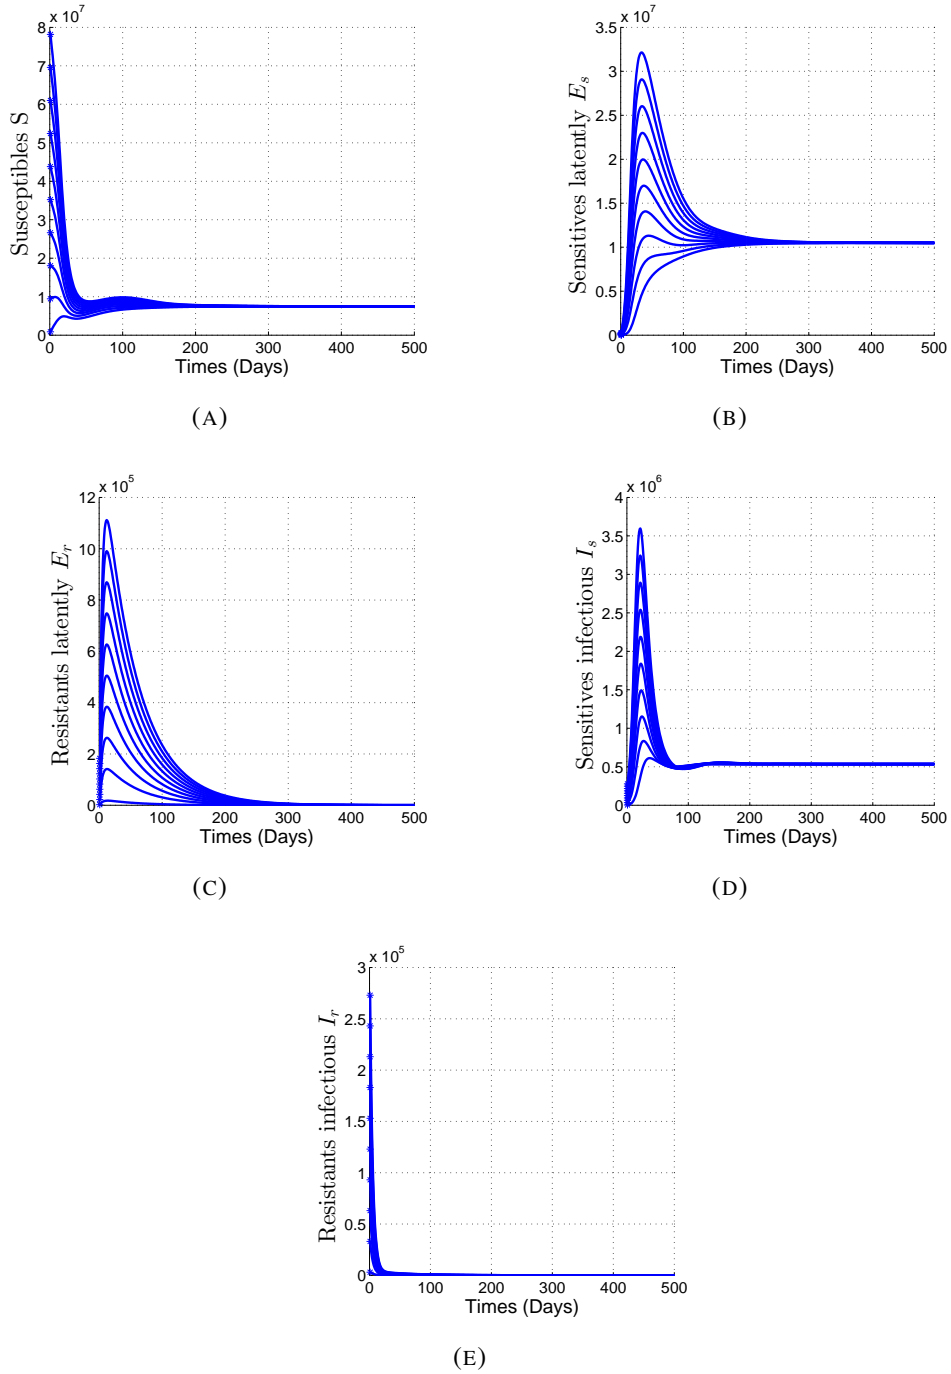 x 10^7
Susceptibles S
8
7
6
5
4
3
2
1
0
0 100 200 300 400 500
Times (Days)
(A)
x 10^7
Sensitives latently E_s
3.5
3
2.5
2
1.5
1
0.5
0
0 100 200 300 400 500
Times (Days)
(B)
x 10^5
Resistants latently E_r
12
10
8
6
4
2
0
0 100 200 300 400 500
Times (Days)
(C)
x 10^6
Sensitives infectious I_s
4
3.5
3
2.5
2
1.5
1
0.5
0
0 100 200 300 400 500
Times (Days)
(D)
x 10^5
Resistants infectious I_r
3
2.5
2
1.5
1
0.5
0
0 100 200 300 400 500
Times (Days)
(E)